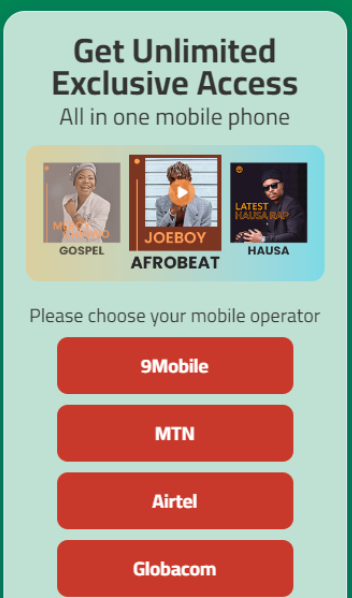 Get Unlimited
Exclusive Access
All in one mobile phone
JOEBOY
LATEST
HAUSA RAP
GOSPEL
AFROBEAT
HAUSA
Please choose your mobile operator
9Mobile
MTN
Airtel
Globacom